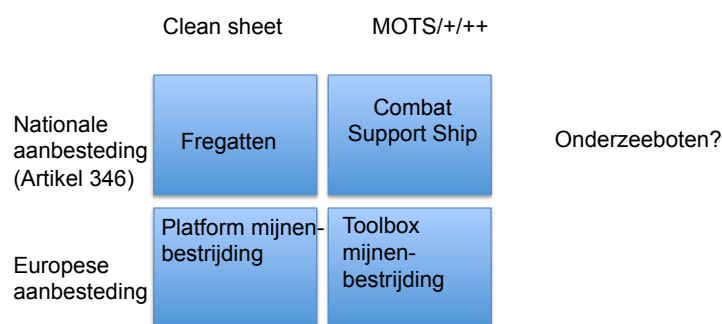 Clean sheet
MOTS/+/++
Nationale
aanbesteding
(Artikel 346)
Fregatten
Combat
Support Ship
Onderzeeboten?
Europese
aanbesteding
Platform mijnen-
bestrijding
Toolbox
mijnen-
bestrijding